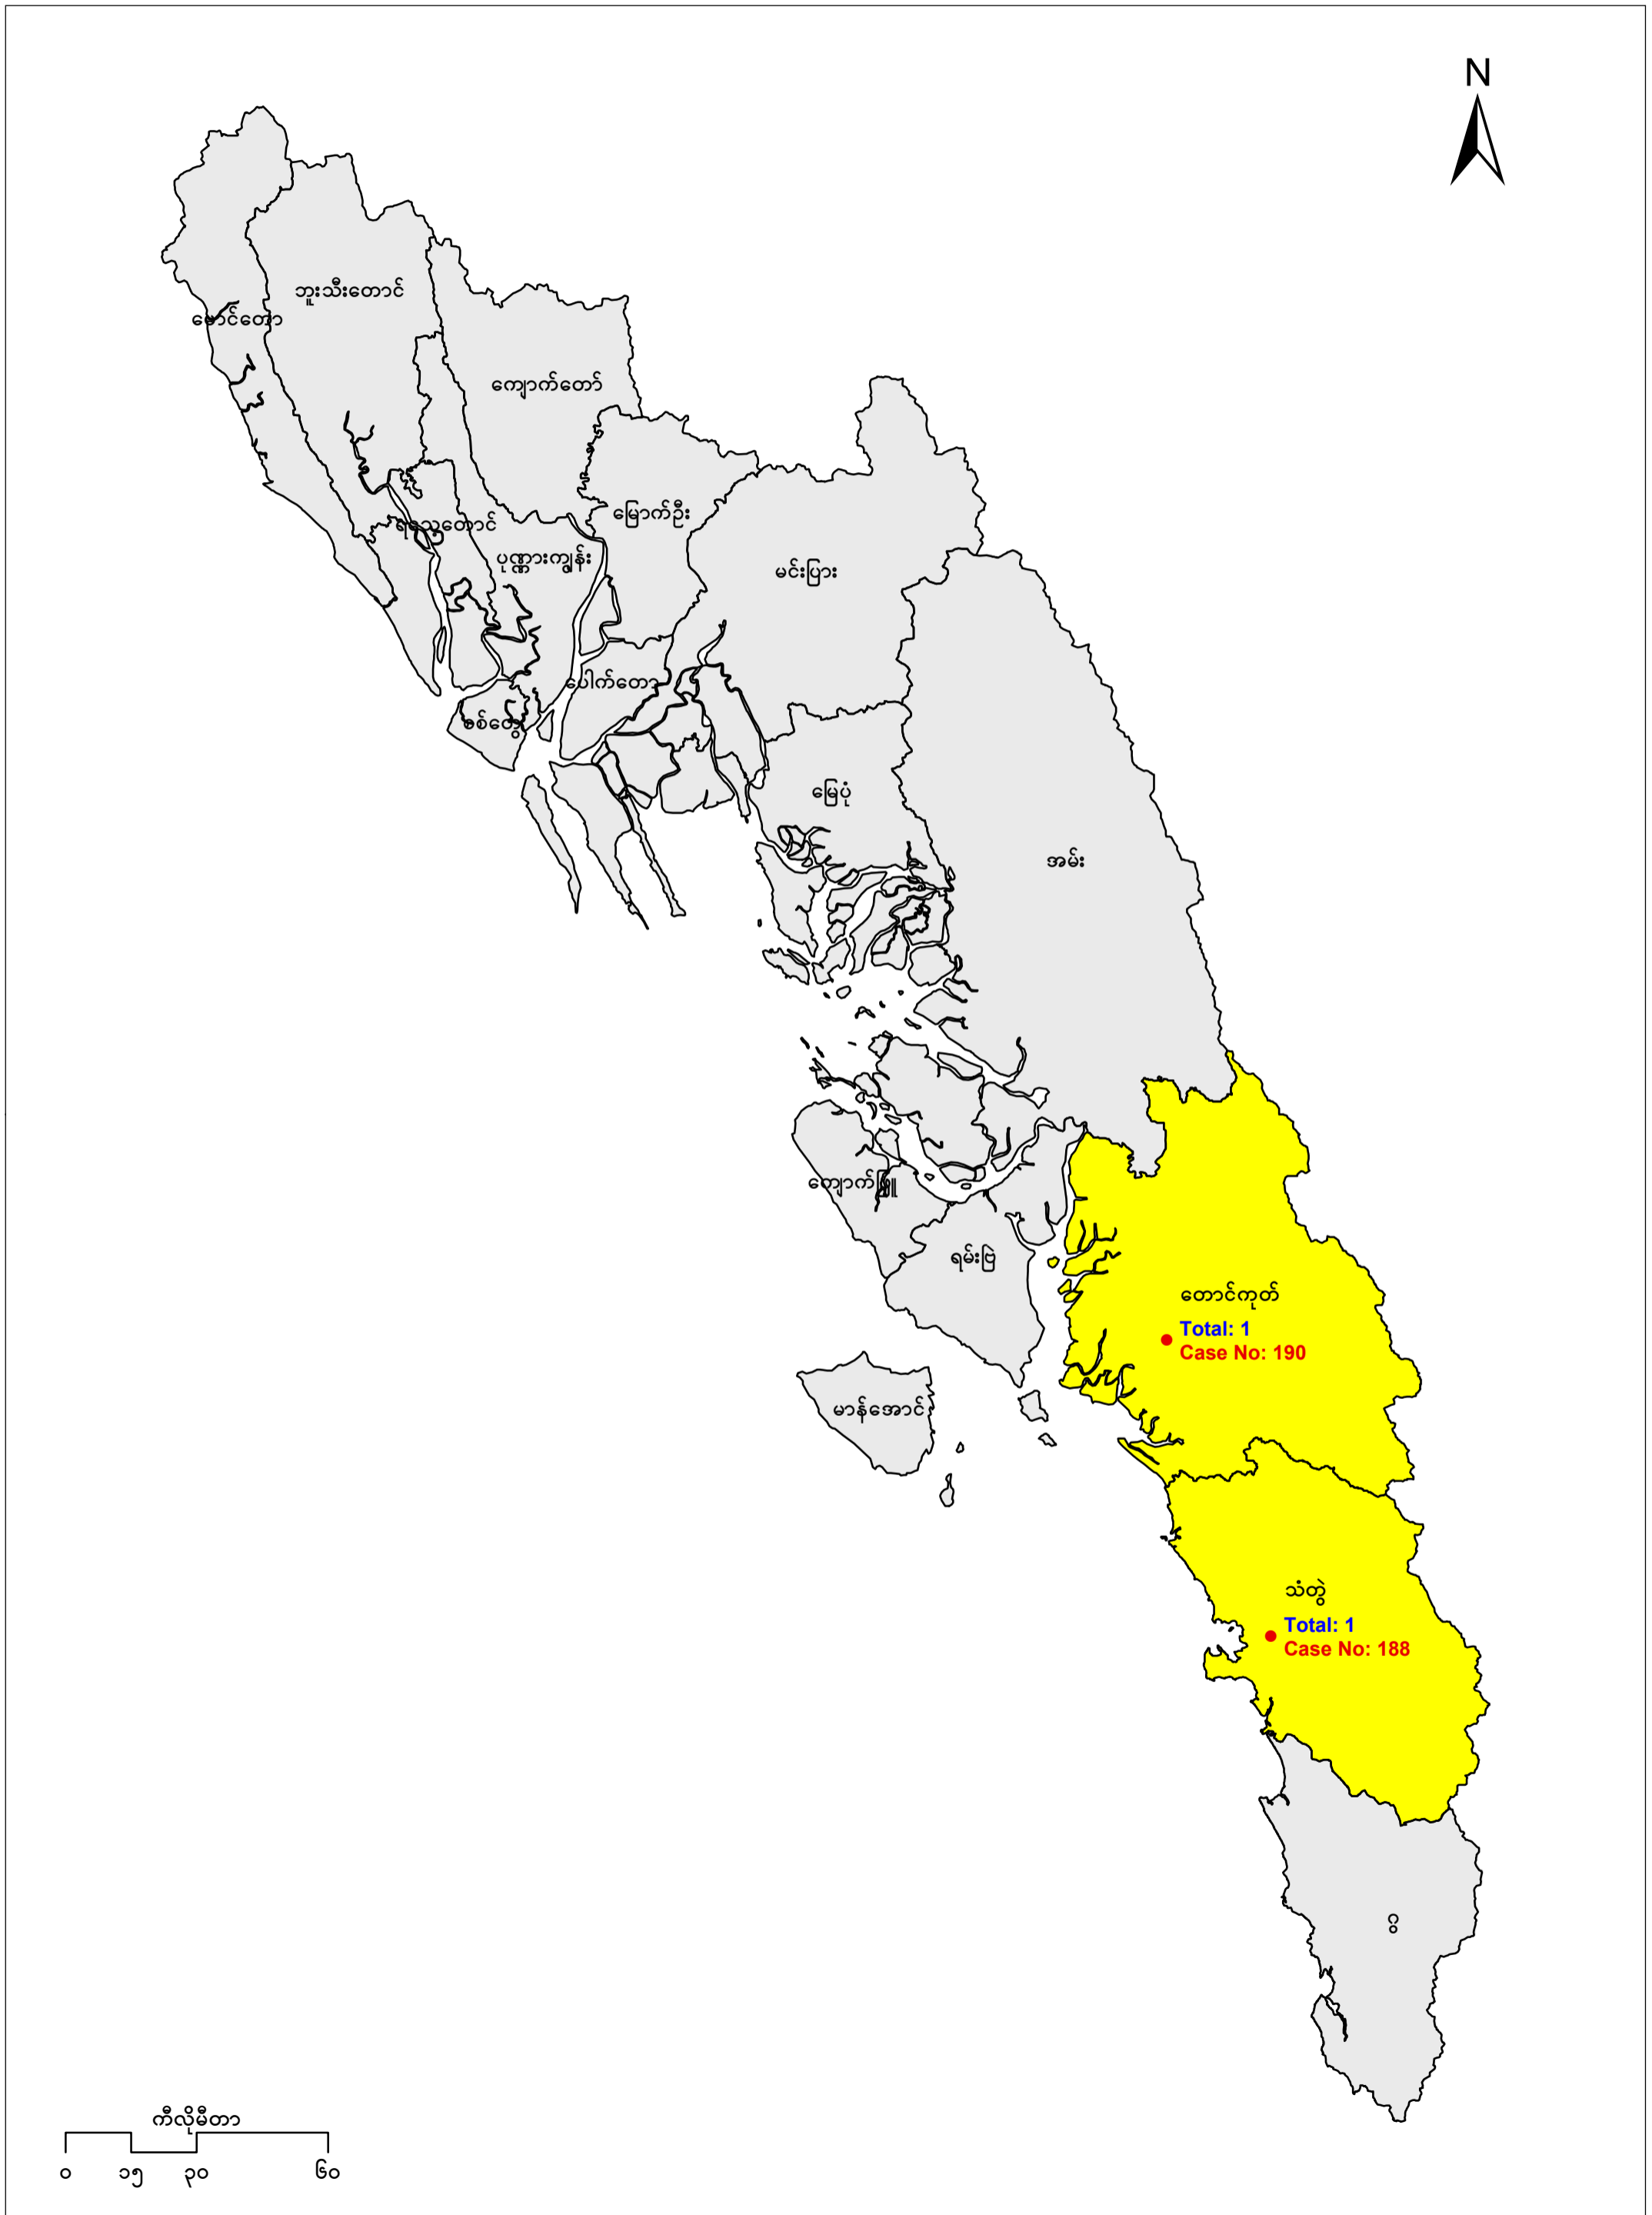 N
ဘူးသီးတောင်
မောင်တော
ကျောက်တော်
မြောက်ဦး
ရသေ့တောင်
ပုဏ္ဏားကျွန်း
မင်းပြား
ပေါက်တော
စစ်တွေ
မြေပုံ
အမ်း
ကျောက်ဖြူ
ရမ်းဗြဲ
တောင်ကုတ်
Total: 1
Case No: 190
မာန်အောင်
သံတွဲ
Total: 1
Case No: 188
ဂွ
ကီလိုမီတာ
၀ ၁၅ ၃၀ ၆၀